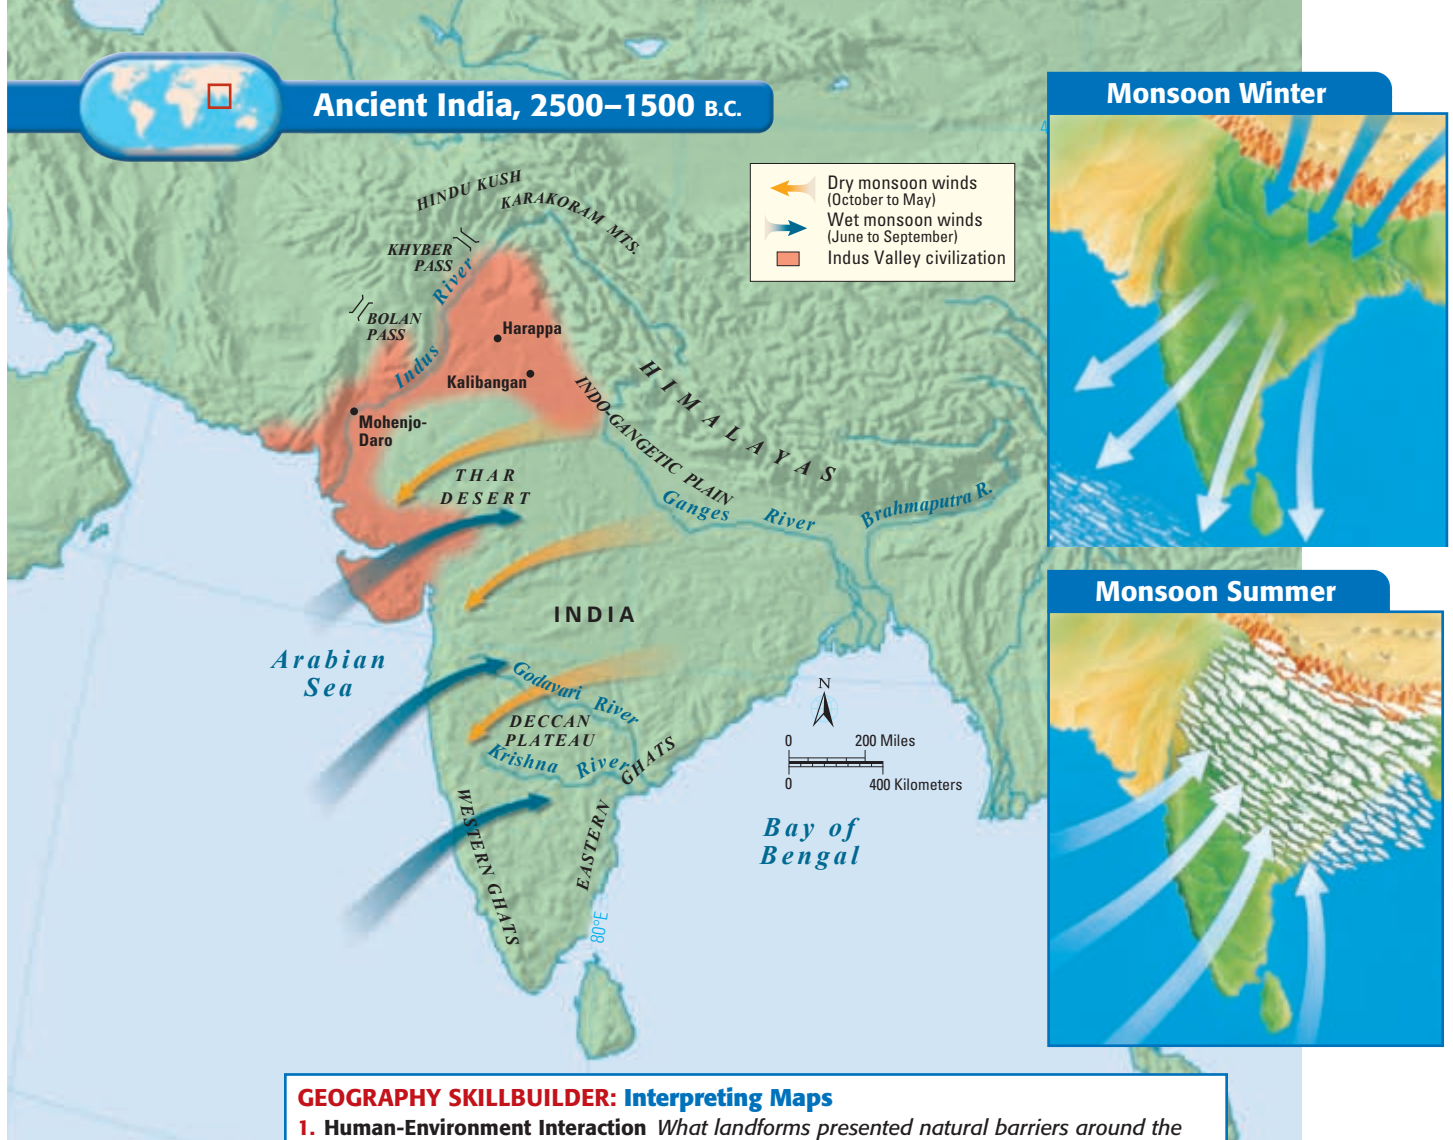 Ancient India, 2500–1500 B.C.
Monsoon Winter
Dry monsoon winds
(October to May)
Wet monsoon winds
(June to September)
Indus Valley civilization
HINDU KUSH
KARAKORAM MTS.
KHYBER
PASS
BOLAN
PASS
Indus River
Harappa
Kalibangan
Mohenjo-
Daro
HIMALAYAS
INDO-GANGETIC PLAIN
THAR
DESERT
Ganges River
Brahmaputra R.
Monsoon Summer
INDIA
Arabian
Sea
Godavari River
DECCAN
PLATEAU
Krishna River
WESTERN GHATS
EASTERN GHATS
N
0 200 Miles
0 400 Kilometers
Bay of
Bengal
80°E
GEOGRAPHY SKILLBUILDER: Interpreting Maps
1. Human-Environment Interaction What landforms presented natural barriers around the